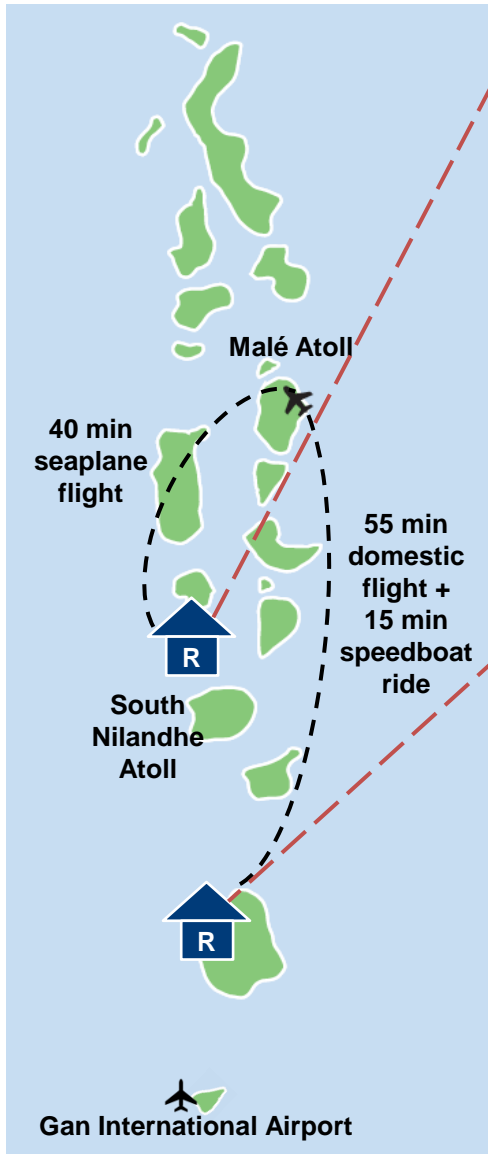 Malé Atoll
40 min
seaplane
flight
55 min
domestic
flight +
15 min
speedboat
ride
R
South
Nilandhe
Atoll
R
Gan International Airport